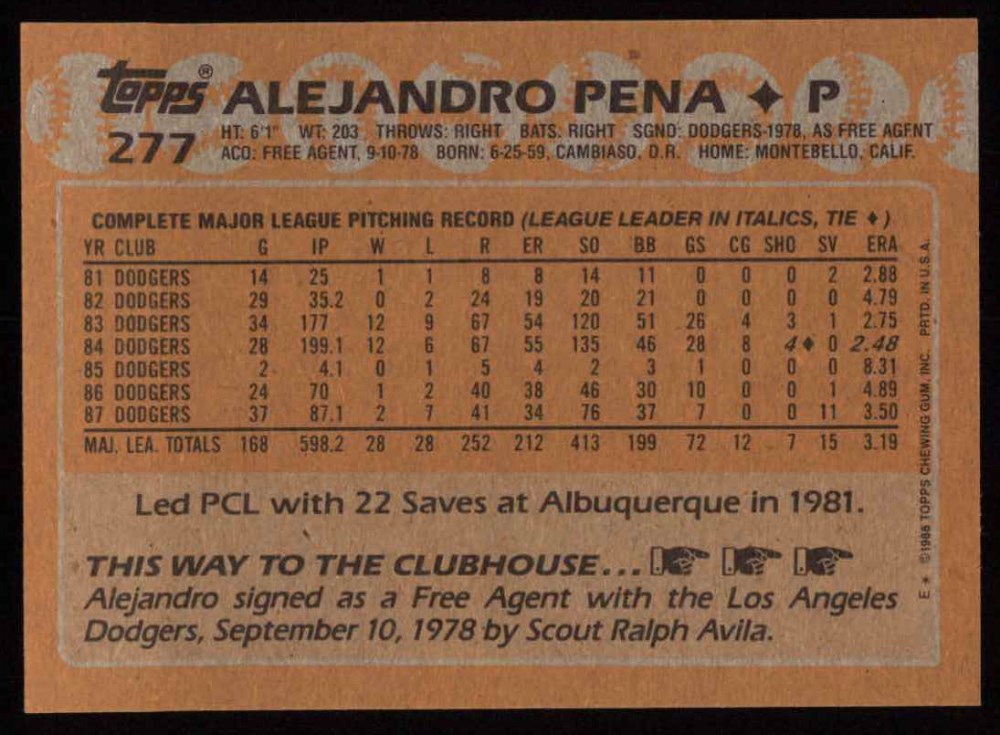 topps® ALEJANDRO PENA ♦ P
277 HT: 6'1" WT: 203 THROWS: RIGHT BATS: RIGHT SGND: DODGERS-1978, AS FREE AGENT
ACQ: FREE AGENT, 9-10-78 BORN: 6-25-59, CAMBIASO, D.R. HOME: MONTEBELLO, CALIF.
COMPLETE MAJOR LEAGUE PITCHING RECORD (LEAGUE LEADER IN ITALICS, TIE ♦)
YR CLUB G IP W L R ER SO BB GS CG SHO SV ERA
81 DODGERS 14 25 1 1 8 8 14 11 0 0 0 2 2.88
82 DODGERS 29 35.2 0 2 24 19 20 21 0 0 0 0 4.79
83 DODGERS 34 177 12 9 67 54 120 51 26 4 3 1 2.75
84 DODGERS 28 199.1 12 6 67 55 135 46 28 8 4♦ 0 2.48
85 DODGERS 2 4.1 0 1 5 4 2 3 1 0 0 0 8.31
86 DODGERS 24 70 1 2 40 38 46 30 10 0 0 1 4.89
87 DODGERS 37 87.1 2 7 41 34 76 37 7 0 0 11 3.50
MAJ. LEA. TOTALS 168 598.2 28 28 252 212 413 199 72 12 7 15 3.19
Led PCL with 22 Saves at Albuquerque in 1981.
THIS WAY TO THE CLUBHOUSE...
Alejandro signed as a Free Agent with the Los Angeles
Dodgers, September 10, 1978 by Scout Ralph Avila.
E* ©1988 TOPPS CHEWING GUM, INC. PRTD. IN U.S.A.